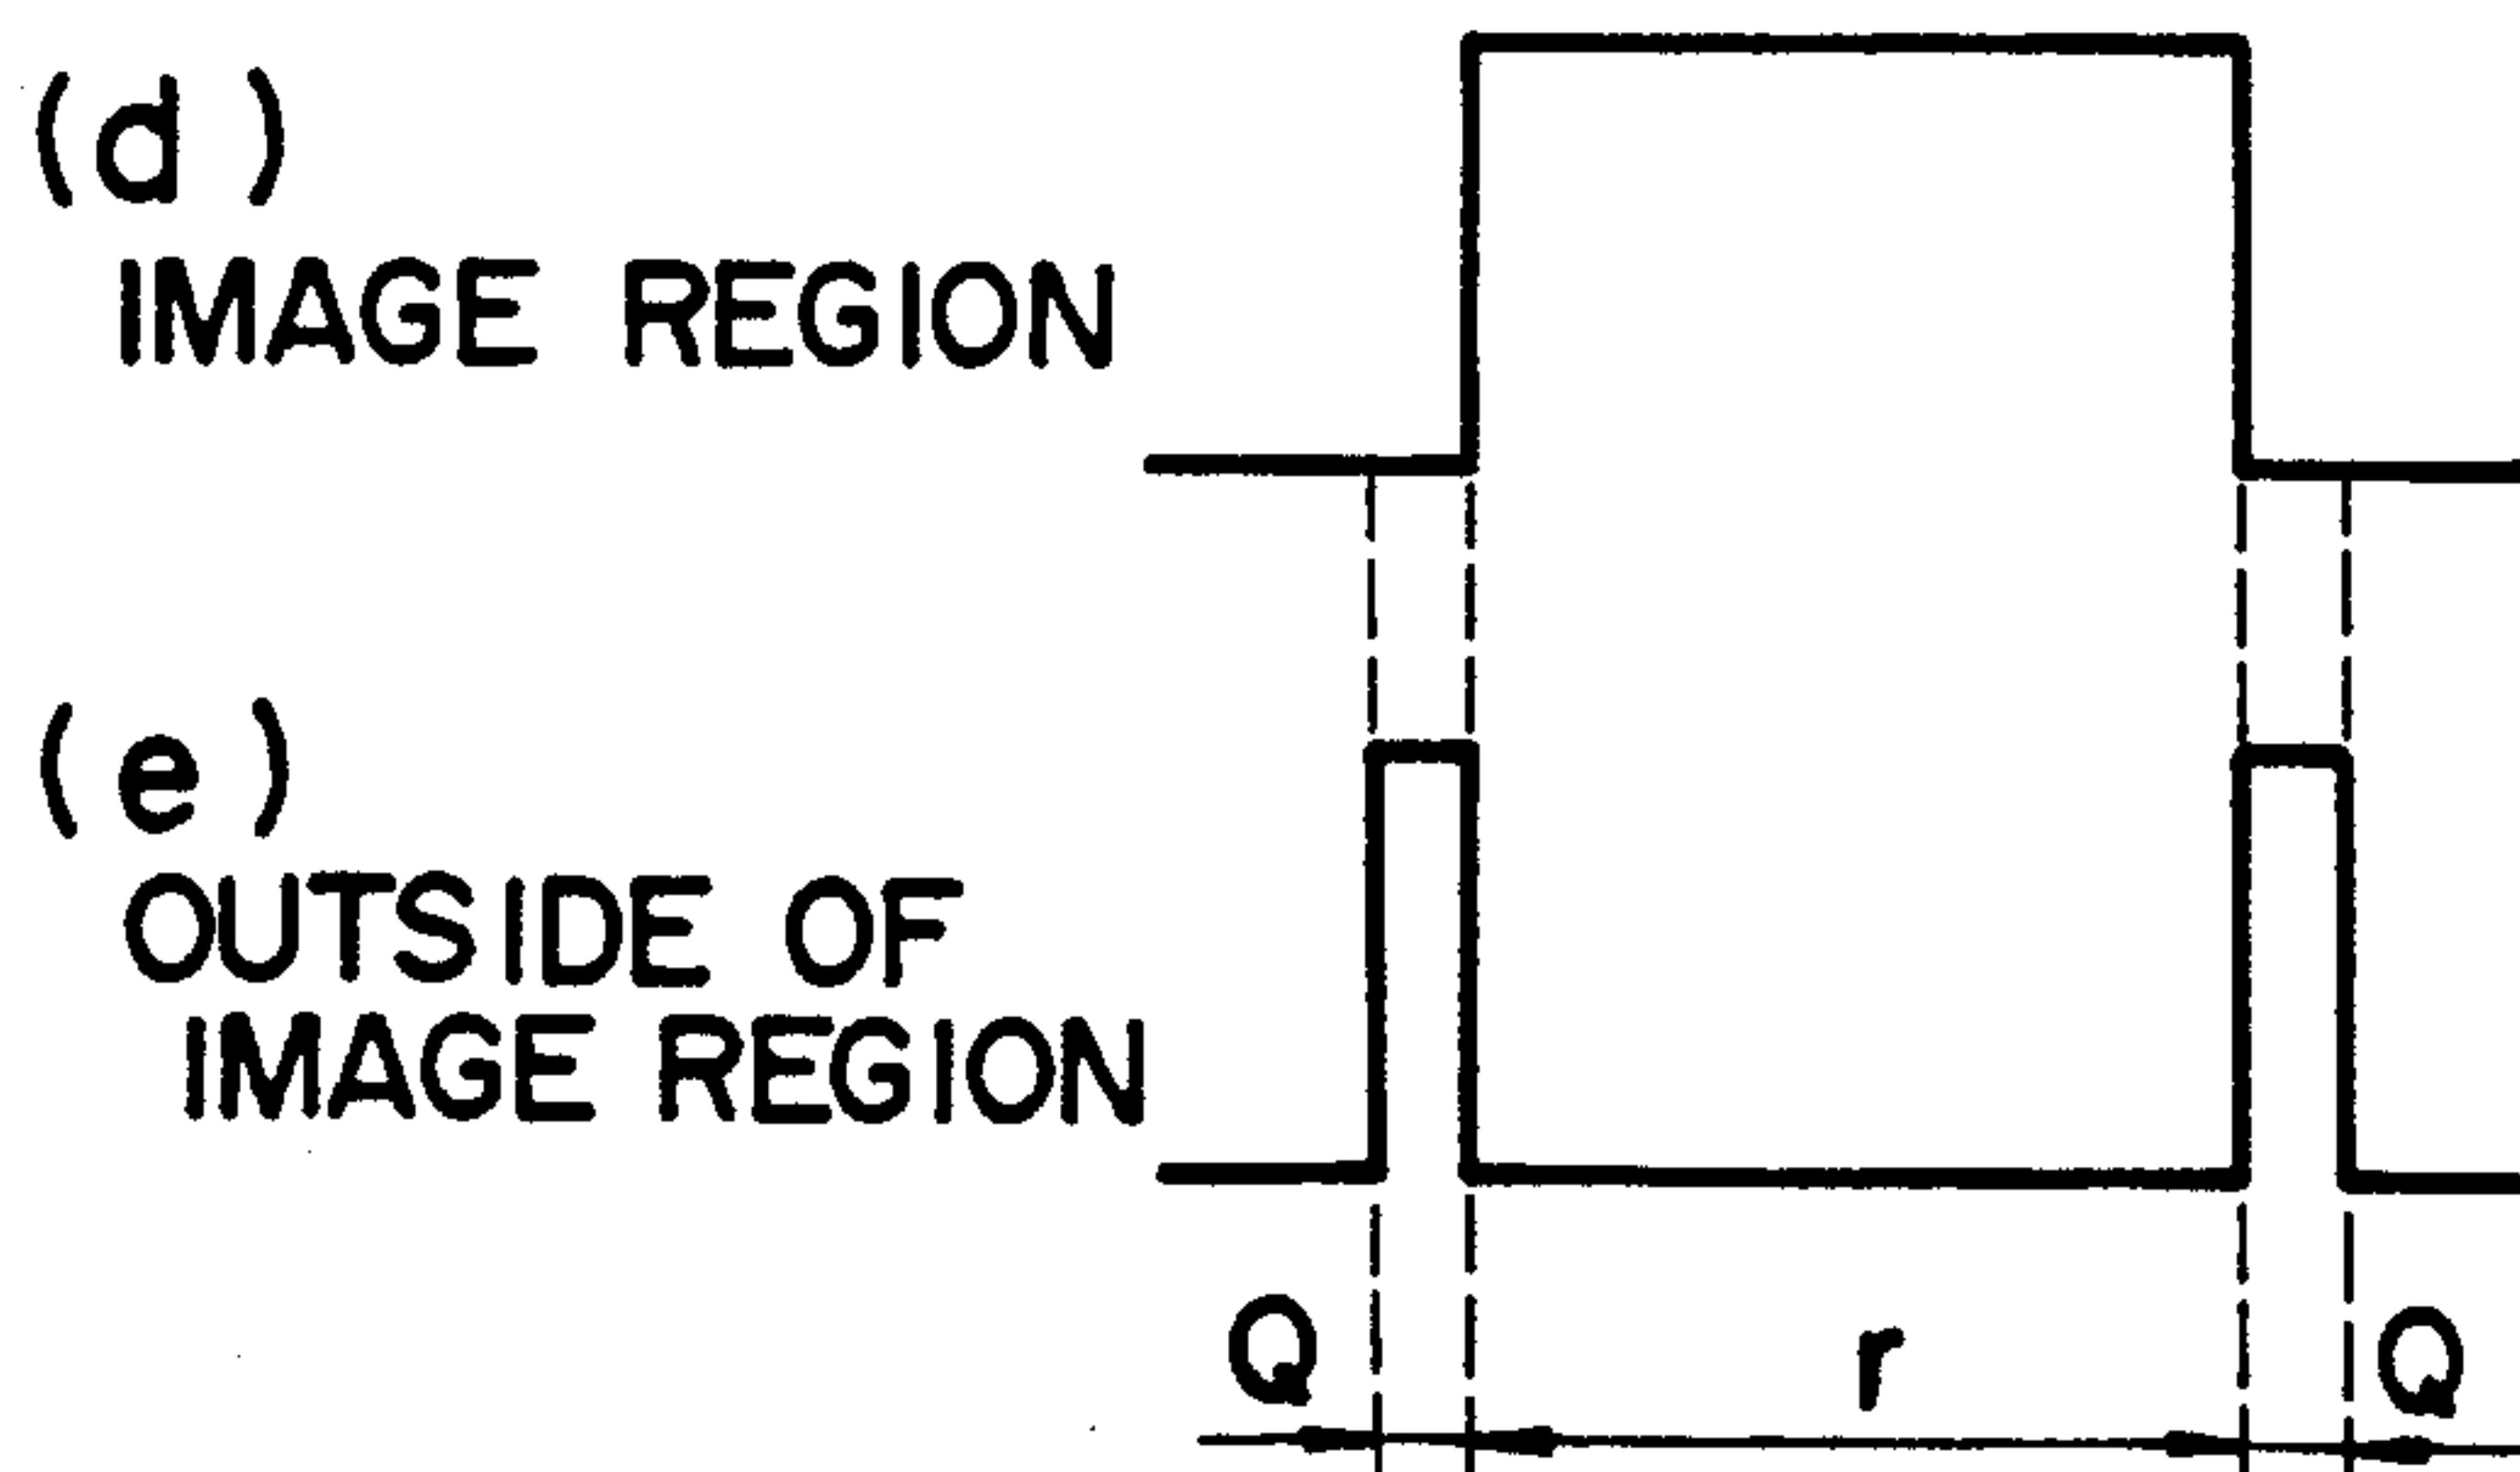 (d)
IMAGE REGION
(e)
OUTSIDE OF
IMAGE REGION
Q r Q